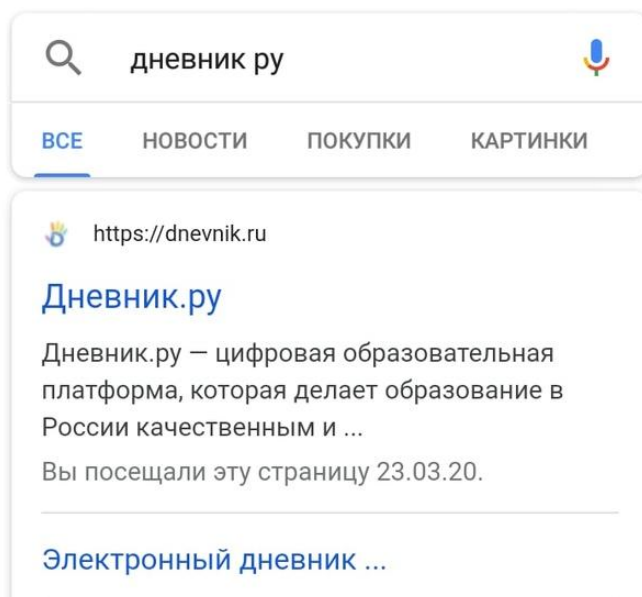 дневник ру
ВСЕ НОВОСТИ ПОКУПКИ КАРТИНКИ
https://dnevnik.ru
Дневник.ру
Дневник.ру — цифровая образовательная
платформа, которая делает образование в
России качественным и ...
Вы посещали эту страницу 23.03.20.
Электронный дневник ...